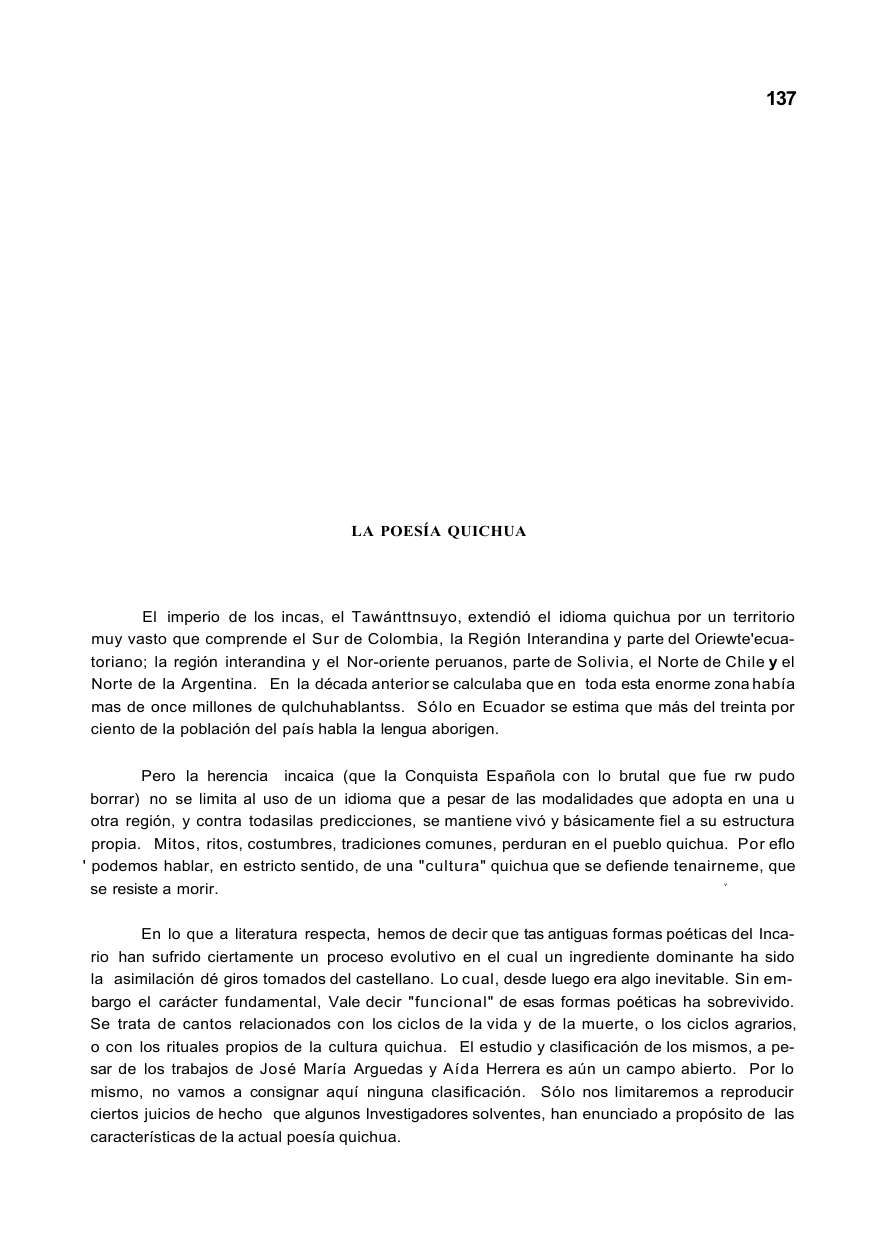 137
LA POESÍA QUICHUA
El imperio de los incas, el Tawánttnsuyo, extendió el idioma quichua por un territorio
muy vasto que comprende el Sur de Colombia, la Región Interandina y parte del Oriewte'ecua-
toriano; la región interandina y el Nor-oriente peruanos, parte de Solivia, el Norte de Chile y el
Norte de la Argentina. En la década anterior se calculaba que en toda esta enorme zona había
mas de once millones de qulchuhablantss. Sólo en Ecuador se estima que más del treinta por
ciento de la población del país habla la lengua aborigen.
Pero la herencia incaica (que la Conquista Española con lo brutal que fue rw pudo
borrar) no se limita al uso de un idioma que a pesar de las modalidades que adopta en una u
otra región, y contra todasilas predicciones, se mantiene vivó y básicamente fiel a su estructura
propia. Mitos, ritos, costumbres, tradiciones comunes, perduran en el pueblo quichua. Por eflo
' podemos hablar, en estricto sentido, de una "cultura" quichua que se defiende tenairneme, que
se resiste a morir.
En lo que a literatura respecta, hemos de decir que tas antiguas formas poéticas del Inca-
rio han sufrido ciertamente un proceso evolutivo en el cual un ingrediente dominante ha sido
la asimilación dé giros tomados del castellano. Lo cual, desde luego era algo inevitable. Sin em-
bargo el carácter fundamental, Vale decir "funcional" de esas formas poéticas ha sobrevivido.
Se trata de cantos relacionados con los ciclos de la vida y de la muerte, o los ciclos agrarios,
o con los rituales propios de la cultura quichua. El estudio y clasificación de los mismos, a pe-
sar de los trabajos de José María Arguedas y Aída Herrera es aún un campo abierto. Por lo
mismo, no vamos a consignar aquí ninguna clasificación. Sólo nos limitaremos a reproducir
ciertos juicios de hecho que algunos Investigadores solventes, han enunciado a propósito de las
características de la actual poesía quichua.